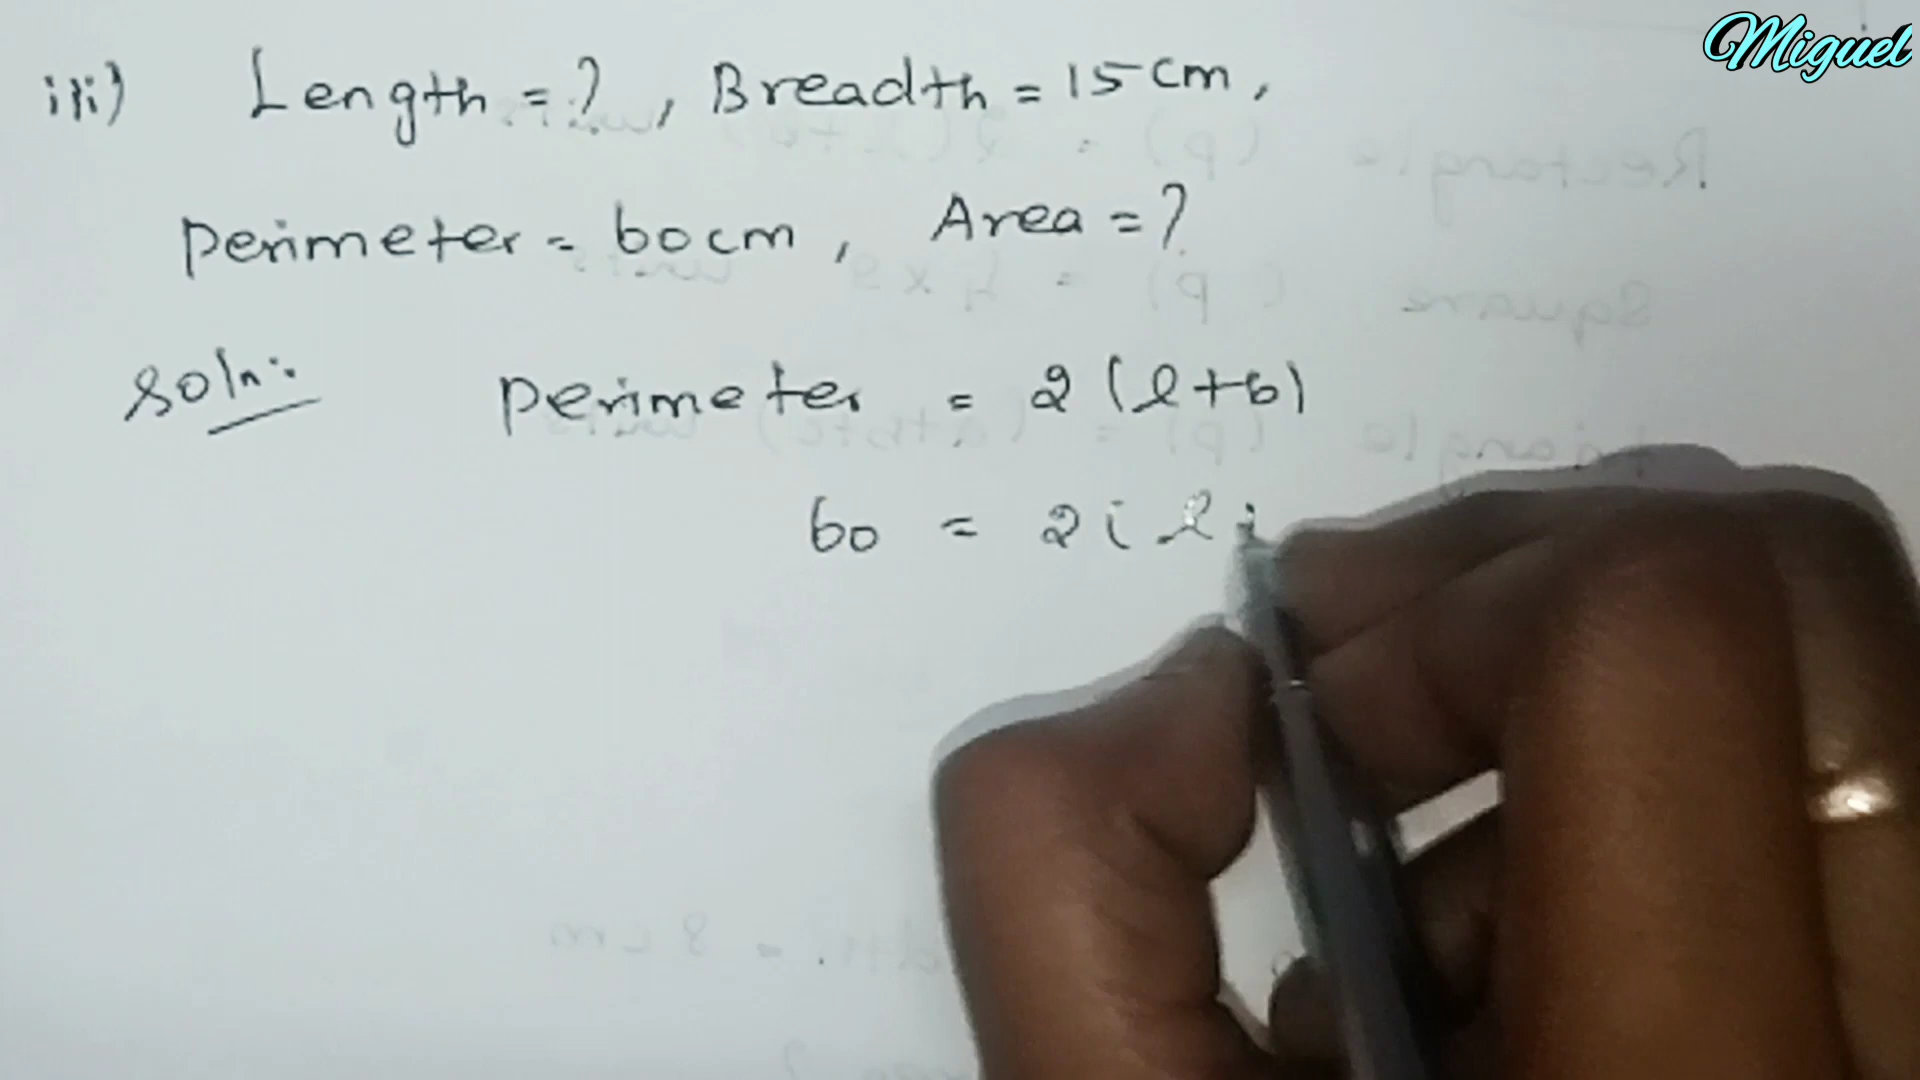 Miguel
iii) Length = ?, Breadth = 15 cm,
Perimeter = 60 cm, Area = ?
Soln:
Perimeter = 2 (l+b)
60 = 2 ( l